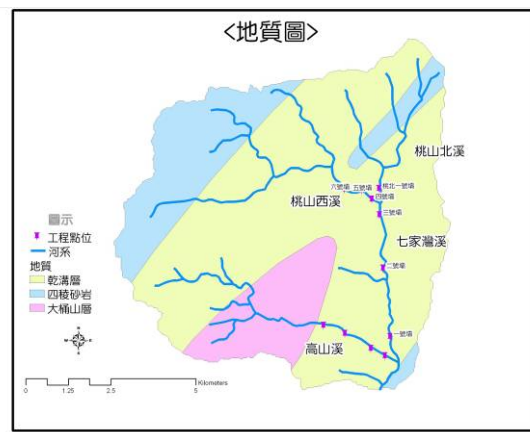 <地質圖>
桃山北溪
桃北一號壩
六號壩
五號壩
四號壩
三號壩
桃山西溪
七家灣溪
二號壩
一號壩
高山溪
圖示
工程點位
河系
地質
乾溝層
四稜砂岩
大桶山層
Kilometers
0 1.25 2.5 5